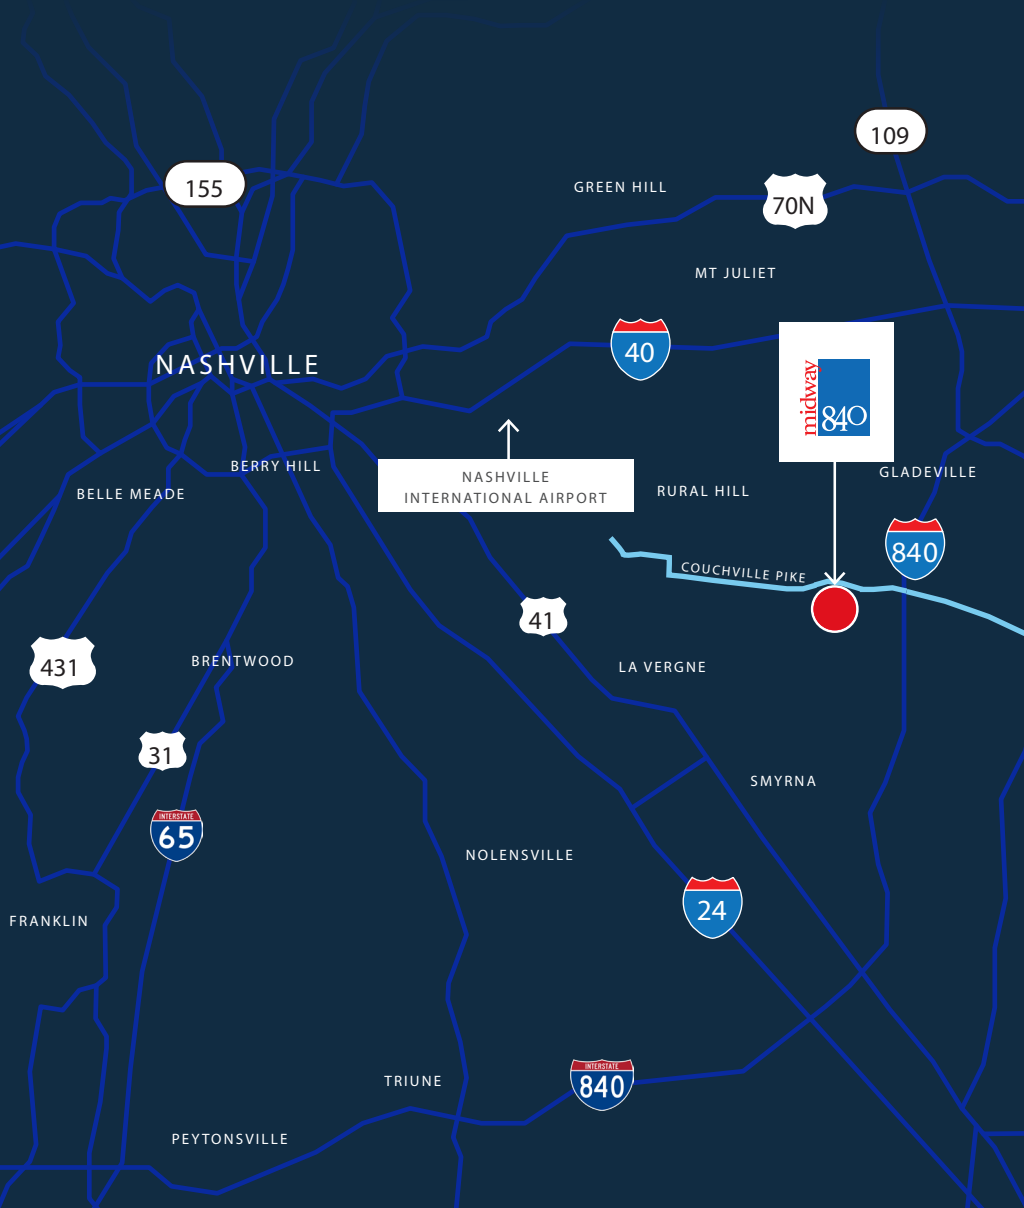 109
155
GREEN HILL
70N
MT JULIET
40
NASHVILLE
midway
840
BERRY HILL
BELLE MEADE
NASHVILLE
INTERNATIONAL AIRPORT
RURAL HILL
GLADEVILLE
840
COUCHVILLE PIKE
41
431
BRENTWOOD
LA VERGNE
31
SMYRNA
INTERSTATE
65
NOLENSVILLE
24
FRANKLIN
TRIUNE
INTERSTATE
840
PEYTONSVILLE